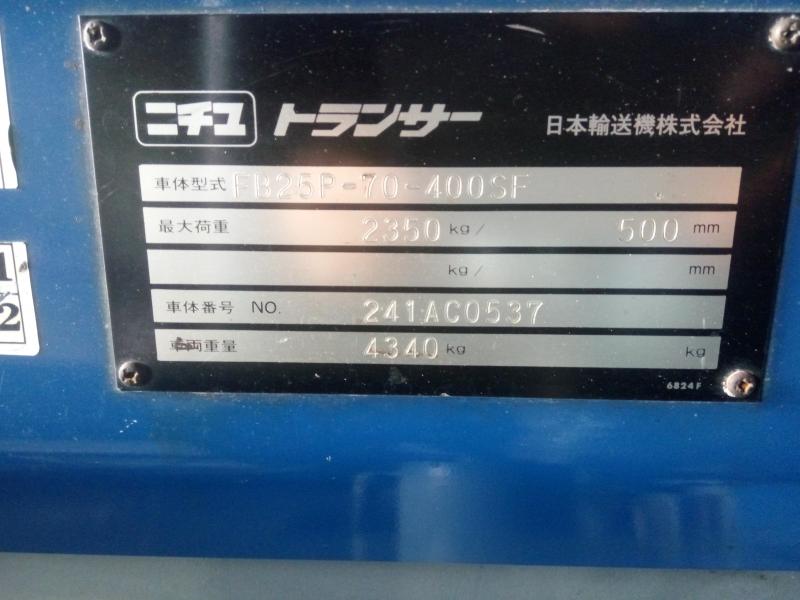 ニチユ トランサー 日本輸送機株式会社
車体型式 FB25P-70-400SF
最大荷重 2350 kg/ 500 mm
kg/ mm
車体番号 NO. 241AC0537
車両重量 4340 kg kg
6824F
1
2